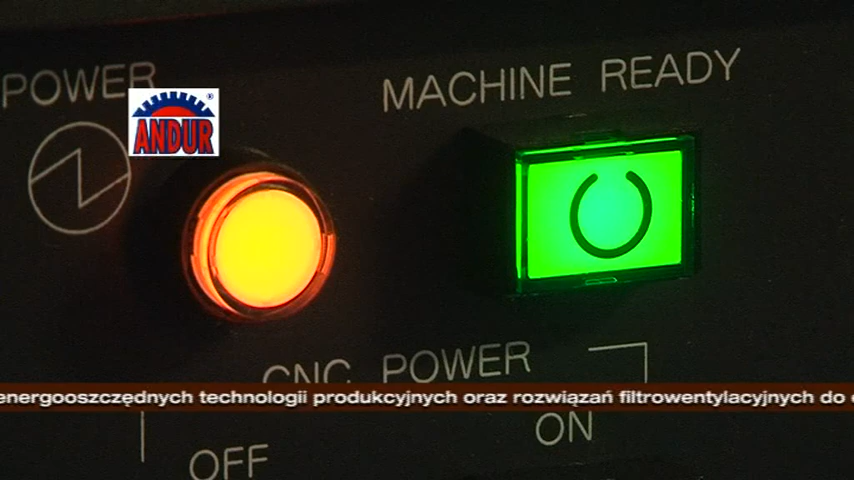 POWER
MACHINE READY
ANDUR
®
CNC POWER
energooszczędnych technologii produkcyjnych oraz rozwiązań filtrowentylacyjnych do
ON
OFF